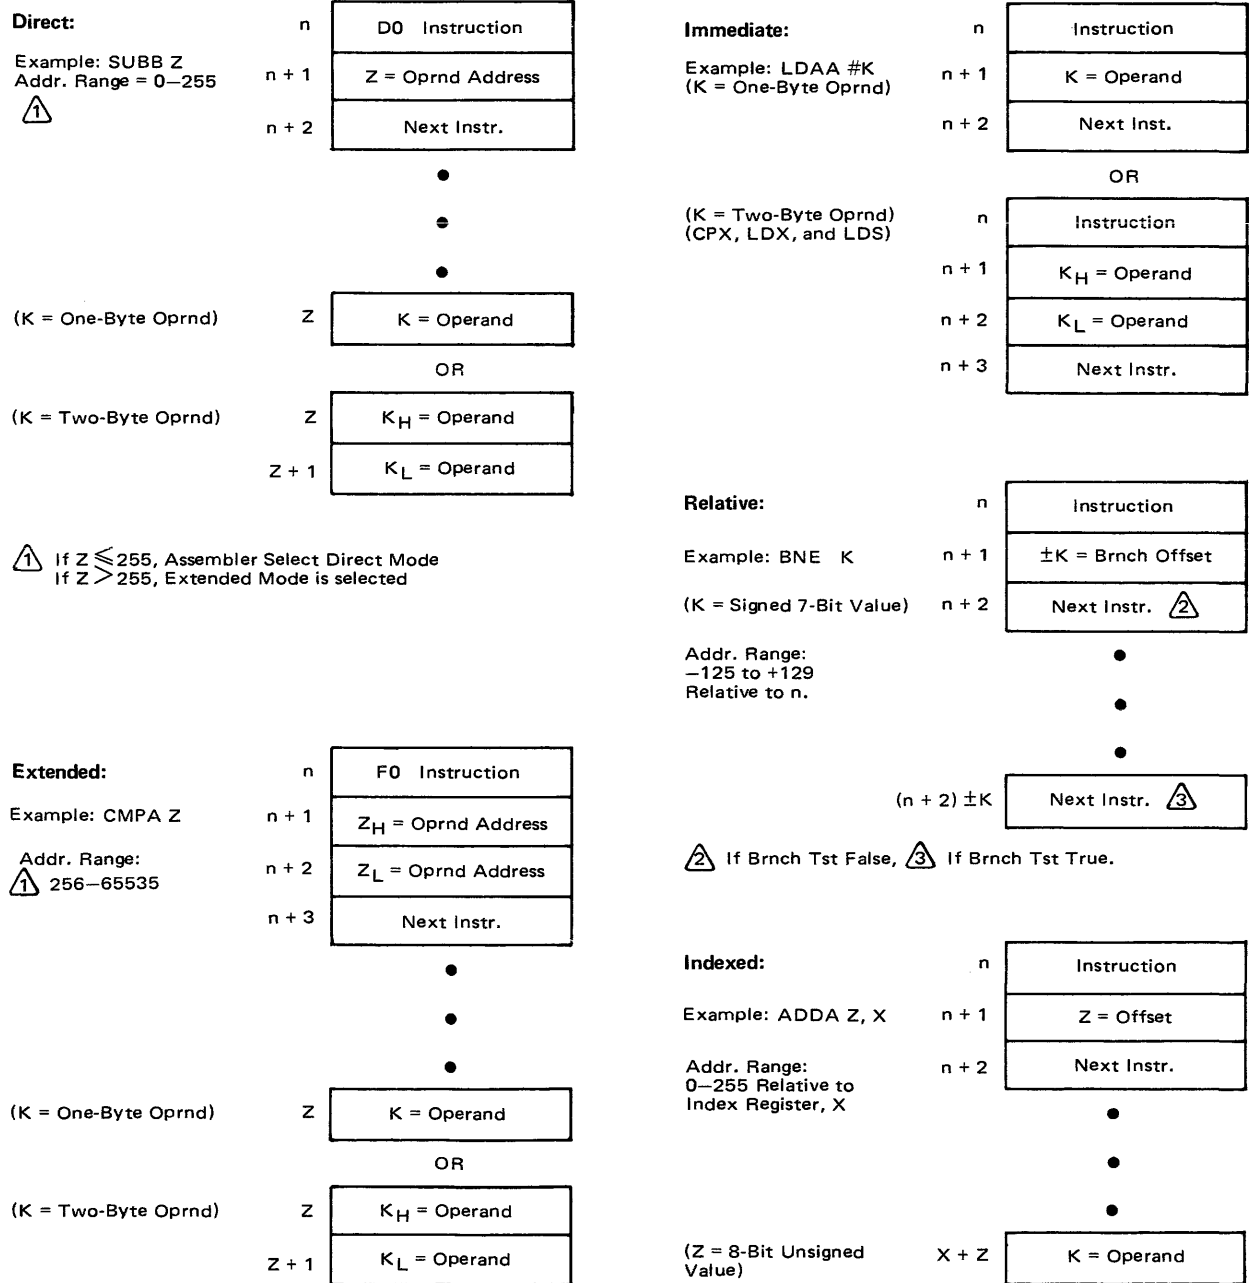 Direct:
n
D0 Instruction
Example: SUBB Z
Addr. Range = 0–255
1
n + 1
Z = Oprnd Address
n + 2
Next Instr.
(K = One-Byte Oprnd)
Z
K = Operand
OR
(K = Two-Byte Oprnd)
Z
KH = Operand
Z + 1
KL = Operand
1 If Z ⩽ 255, Assembler Select Direct Mode
If Z > 255, Extended Mode is selected
Extended:
n
F0 Instruction
Example: CMPA Z
n + 1
ZH = Oprnd Address
Addr. Range:
1 256–65535
n + 2
ZL = Oprnd Address
n + 3
Next Instr.
(K = One-Byte Oprnd)
Z
K = Operand
OR
(K = Two-Byte Oprnd)
Z
KH = Operand
Z + 1
KL = Operand
Immediate:
n
Instruction
Example: LDAA #K
(K = One-Byte Oprnd)
n + 1
K = Operand
n + 2
Next Inst.
OR
(K = Two-Byte Oprnd)
(CPX, LDX, and LDS)
n
Instruction
n + 1
KH = Operand
n + 2
KL = Operand
n + 3
Next Instr.
Relative:
n
Instruction
Example: BNE K
n + 1
±K = Brnch Offset
(K = Signed 7-Bit Value)
n + 2
Next Instr. 2
Addr. Range:
–125 to +129
Relative to n.
(n + 2) ±K
Next Instr. 3
2 If Brnch Tst False, 3 If Brnch Tst True.
Indexed:
n
Instruction
Example: ADDA Z, X
n + 1
Z = Offset
Addr. Range:
0–255 Relative to
Index Register, X
n + 2
Next Instr.
(Z = 8-Bit Unsigned
Value)
X + Z
K = Operand